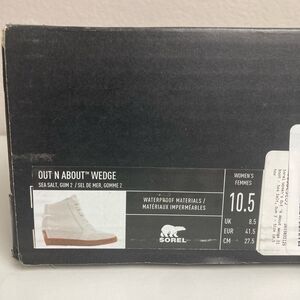 OUT N ABOUT™ WEDGE
SEA SALT, GUM 2 / SEL DE MER, GOMME 2
WATERPROOF MATERIALS /
MATÉRIAUX IMPERMÉABLES
SOREL
WOMEN'S
FEMMES
10.5
UK 8.5
EUR 41.5
CM 27.5